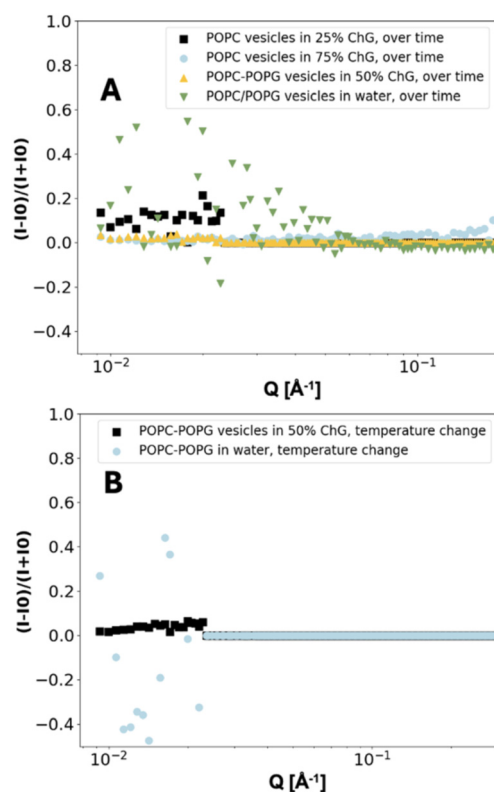 1.0
POPC vesicles in 25% ChG, over time
POPC vesicles in 75% ChG, over time
0.8
POPC-POPG vesicles in 50% ChG, over time
A
POPC/POPG vesicles in water, over time
0.6
0.4
(I-I0)/(I+I0)
0.2
0.0
−0.2
−0.4
10⁻²
10⁻¹
Q [Å⁻¹]
1.0
POPC-POPG vesicles in 50% ChG, temperature change
POPC-POPG in water, temperature change
0.8
B
0.6
0.4
(I-I0)/(I+I0)
0.2
0.0
−0.2
−0.4
10⁻²
10⁻¹
Q [Å⁻¹]